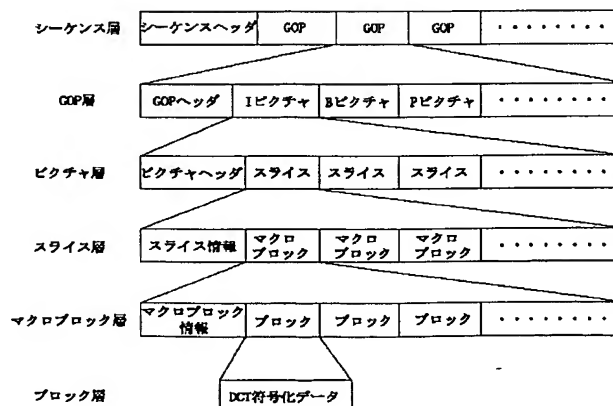 シーケンス層 シーケンスヘッダ GOP GOP GOP ・・・・・・・・
GOP層 GOPヘッダ Iピクチャ Bピクチャ Pピクチャ ・・・・・・・・
ピクチャ層 ピクチャヘッダ スライス スライス スライス ・・・・・・・・
スライス層 スライス情報 マクロ マクロ マクロ ・・・・・・・・
ブロック ブロック ブロック
マクロブロック層 マクロブロック ブロック ブロック ブロック ・・・・・・・・
情報
ブロック層 DCT符号化データ